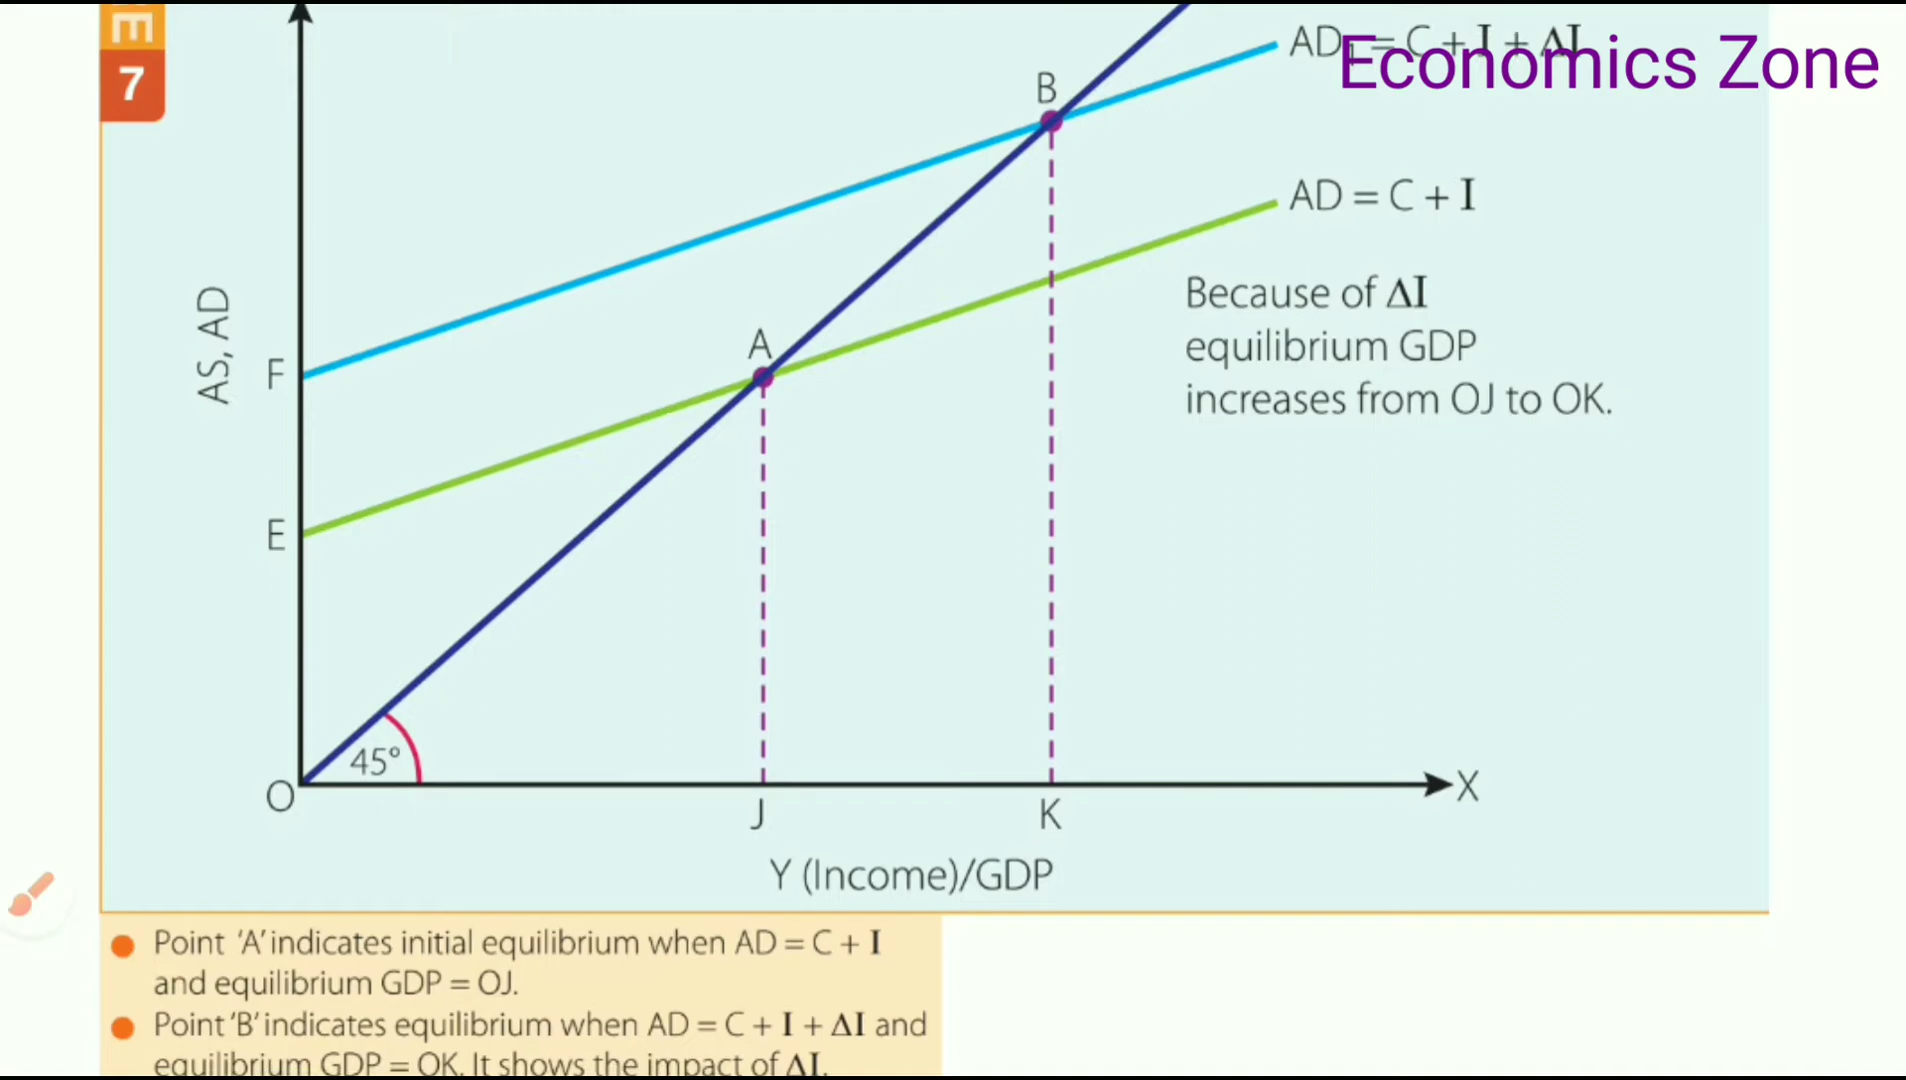 E
7
AD₁ = C + I + ΔI
Economics Zone
B
AD = C + I
Because of ΔI
equilibrium GDP
increases from OJ to OK.
A
AS, AD
F
E
45°
O
J
K
X
Y (Income)/GDP
Point 'A' indicates initial equilibrium when AD = C + I
and equilibrium GDP = OJ.
Point 'B' indicates equilibrium when AD = C + I + ΔI and
equilibrium GDP = OK. It shows the impact of ΔI.